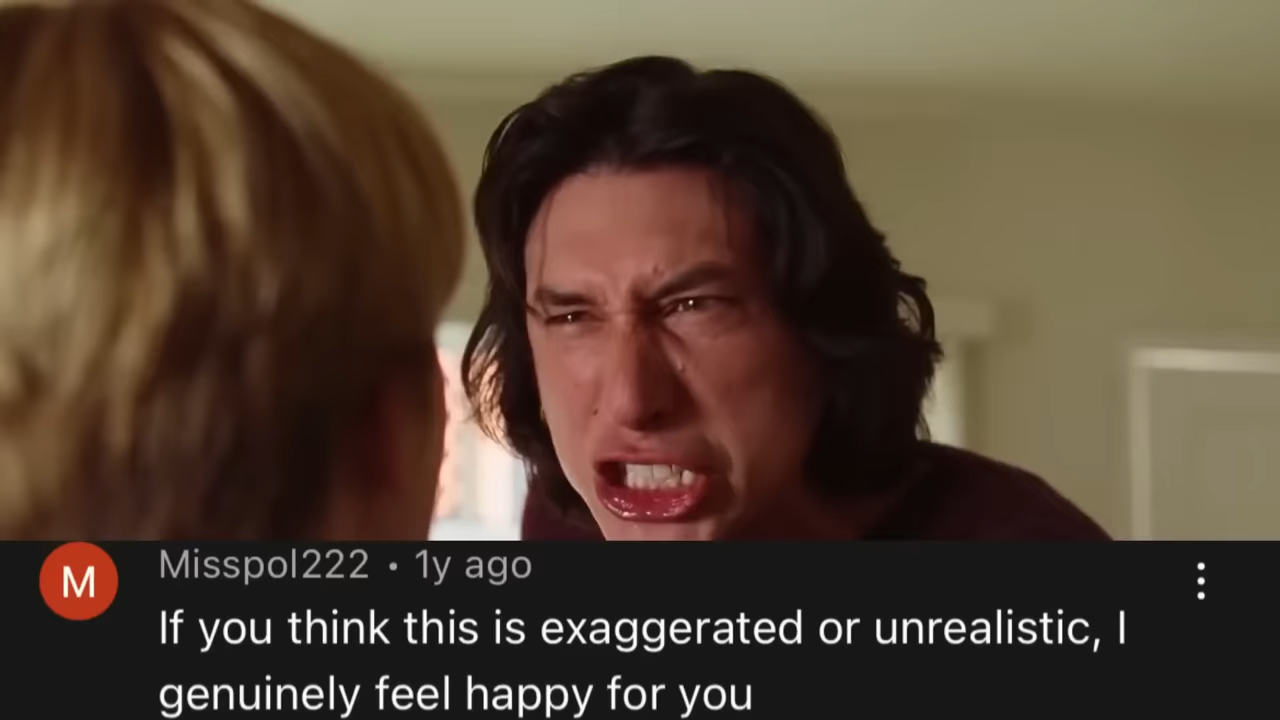 M
Misspol222 • 1y ago
If you think this is exaggerated or unrealistic, I
genuinely feel happy for you